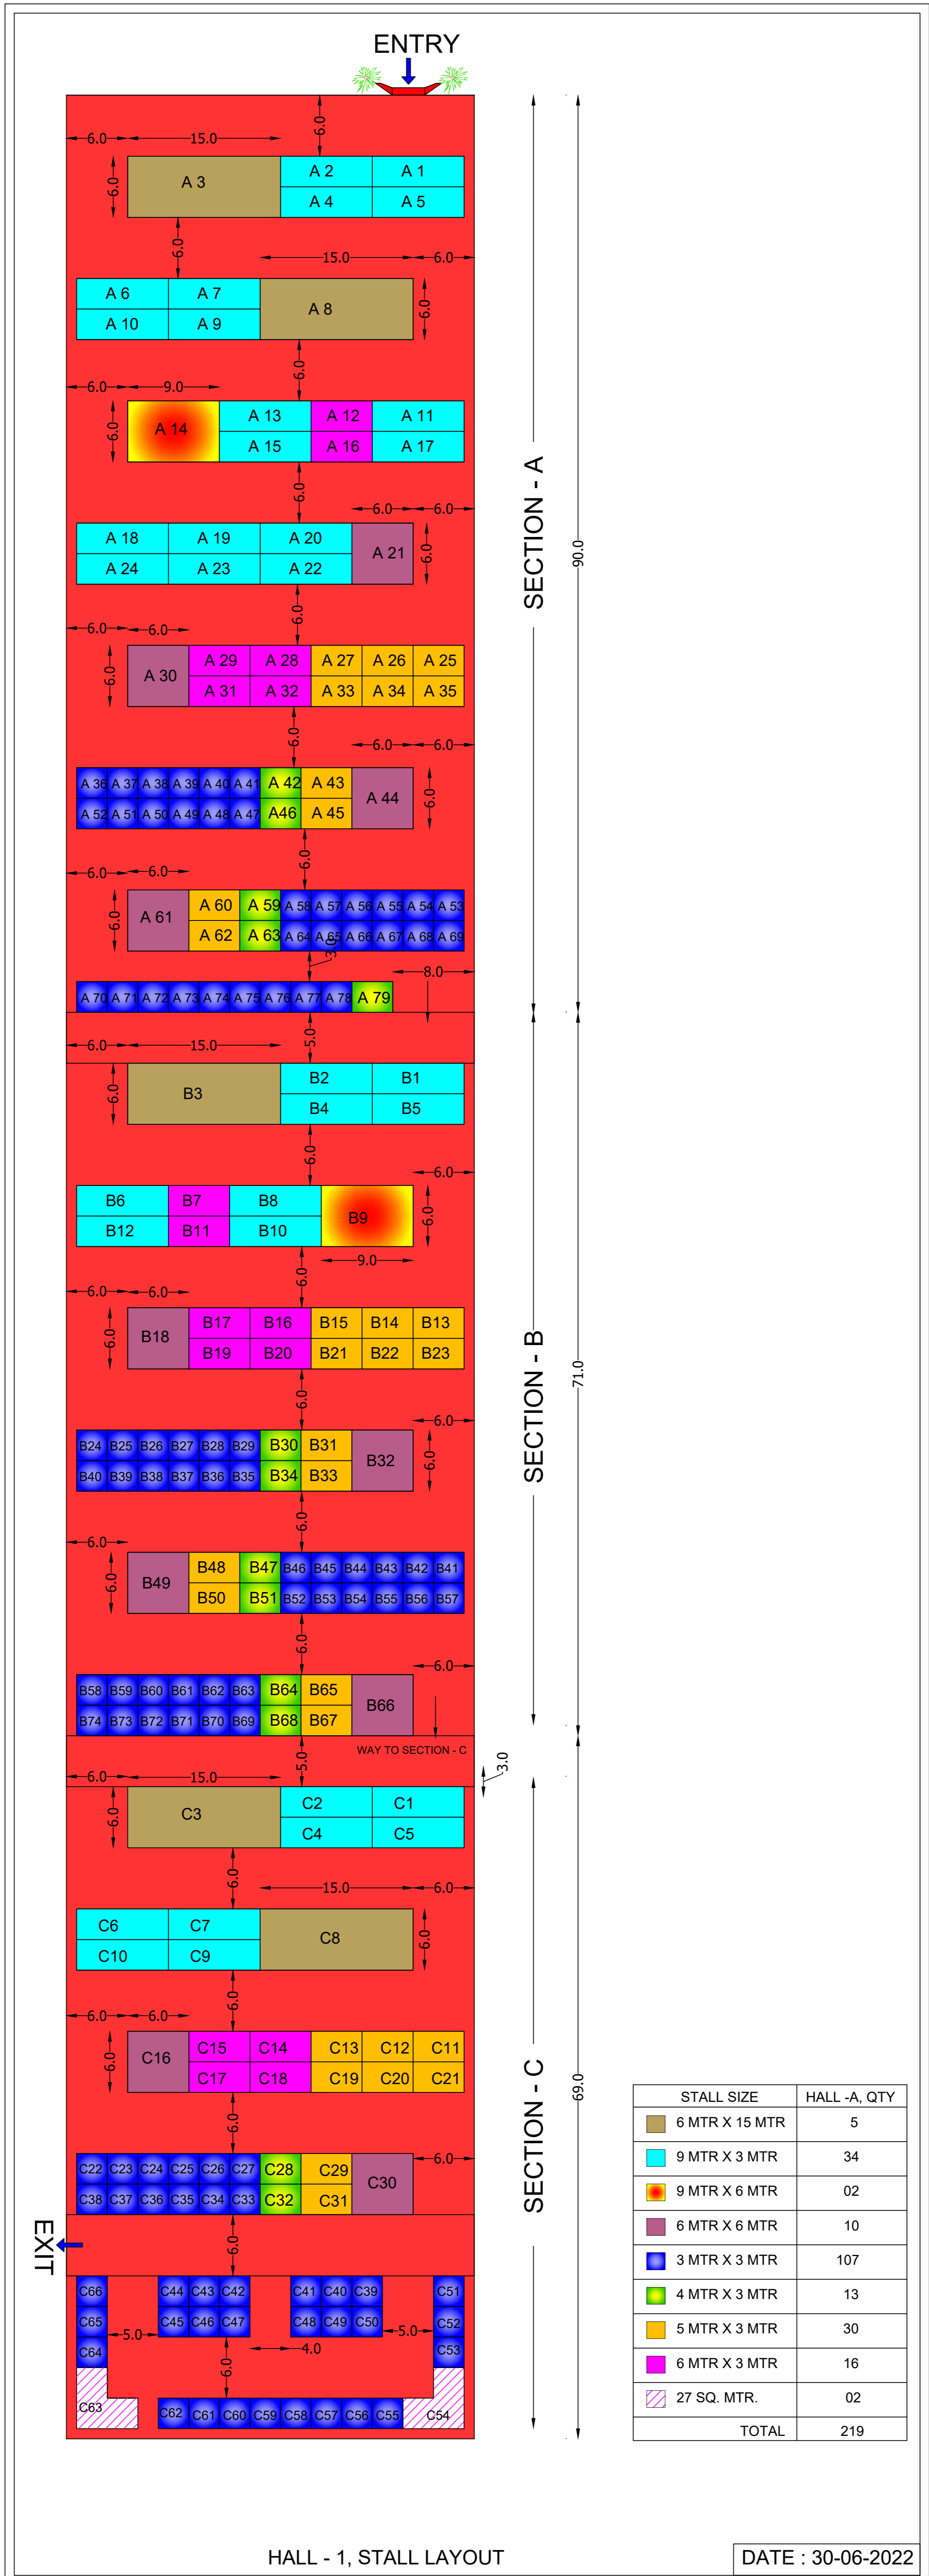 ENTRY
6.0
6.0 15.0
A 3 A 2 A 1
6.0
A 4 A 5
6.0
15.0 6.0
A 6 A 7 A 8
6.0
A 10 A 9
6.0
6.0 9.0
A 14 A 13 A 12 A 11
6.0
A 15 A 16 A 17
6.0
6.0 6.0
A 18 A 19 A 20 A 21
6.0
A 24 A 23 A 22
6.0
6.0 6.0
A 30 A 29 A 28 A 27 A 26 A 25
6.0
A 31 A 32 A 33 A 34 A 35
6.0
6.0 6.0
A 36 A 37 A 38 A 39 A 40 A 41 A 42 A 43 A 44
6.0
A 52 A 51 A 50 A 49 A 48 A 47 A46 A 45
6.0
6.0 6.0
A 61 A 60 A 59 A 58 A 57 A 56 A 55 A 54 A 53
6.0
A 62 A 63 A 64 A 65 A 66 A 67 A 68 A 69
3.0
8.0
A 70 A 71 A 72 A 73 A 74 A 75 A 76 A 77 A 78 A 79
SECTION - A
90.0
5.0
6.0 15.0
B3 B2 B1
6.0
B4 B5
6.0
6.0
B6 B7 B8 B9
6.0
B12 B11 B10
9.0
6.0
6.0 6.0
B18 B17 B16 B15 B14 B13
6.0
B19 B20 B21 B22 B23
6.0
6.0
B24 B25 B26 B27 B28 B29 B30 B31 B32
6.0
B40 B39 B38 B37 B36 B35 B34 B33
6.0
6.0
B49 B48 B47 B46 B45 B44 B43 B42 B41
6.0
B50 B51 B52 B53 B54 B55 B56 B57
6.0
6.0
B58 B59 B60 B61 B62 B63 B64 B65 B66
B74 B73 B72 B71 B70 B69 B68 B67
SECTION - B
71.0
WAY TO SECTION - C
5.0
3.0
6.0 15.0
C3 C2 C1
6.0
C4 C5
6.0
15.0 6.0
C6 C7 C8
6.0
C10 C9
6.0
6.0 6.0
C16 C15 C14 C13 C12 C11
6.0
C17 C18 C19 C20 C21
6.0
6.0
C22 C23 C24 C25 C26 C27 C28 C29 C30
C38 C37 C36 C35 C34 C33 C32 C31
EXIT
6.0
C66 C44 C43 C42 C41 C40 C39 C51
C65 C45 C46 C47 C48 C49 C50 C52
5.0 5.0
C64 4.0 C53
6.0
C63 C62 C61 C60 C59 C58 C57 C56 C55 C54
SECTION - C
69.0
STALL SIZE HALL -A, QTY
6 MTR X 15 MTR 5
9 MTR X 3 MTR 34
9 MTR X 6 MTR 02
6 MTR X 6 MTR 10
3 MTR X 3 MTR 107
4 MTR X 3 MTR 13
5 MTR X 3 MTR 30
6 MTR X 3 MTR 16
27 SQ. MTR. 02
TOTAL 219
HALL - 1, STALL LAYOUT
DATE : 30-06-2022